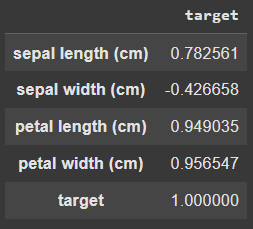 target
sepal length (cm) 0.782561
sepal width (cm) -0.426658
petal length (cm) 0.949035
petal width (cm) 0.956547
target 1.000000